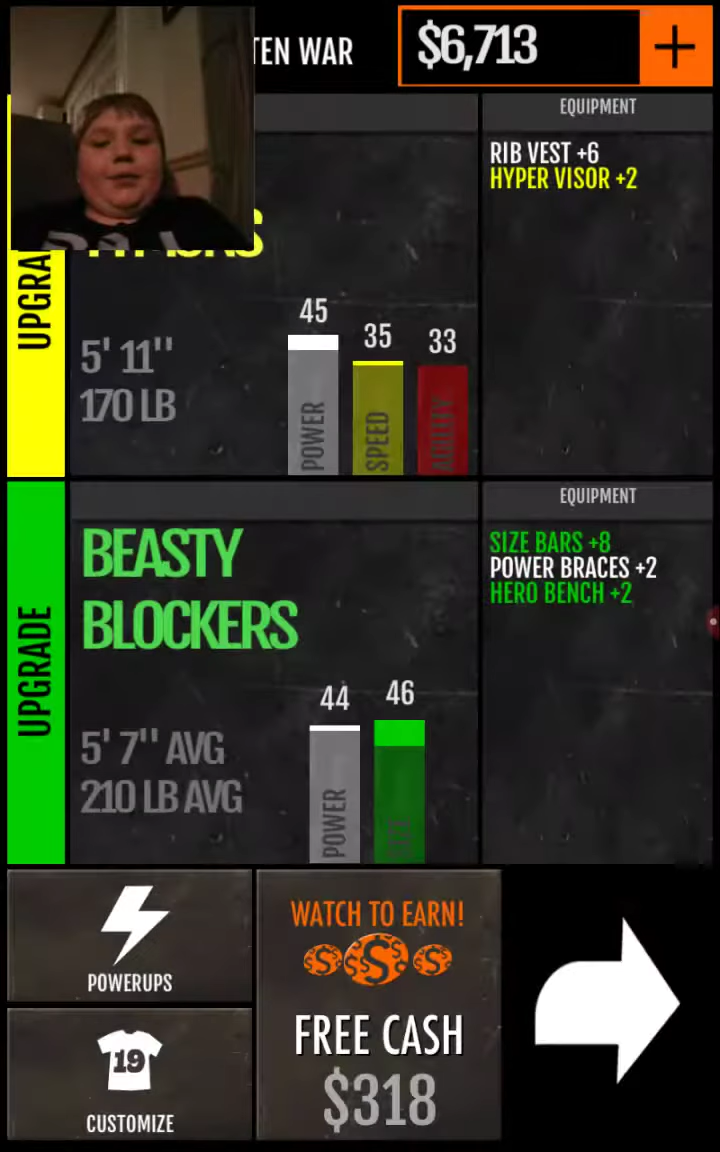 TEN WAR
$6,713
+
EQUIPMENT
RIB VEST +6
HYPER VISOR +2
UPGRA
5' 11"
170 LB
45
35
33
POWER
SPEED
AGILITY
EQUIPMENT
SIZE BARS +8
POWER BRACES +2
HERO BENCH +2
UPGRADE
BEASTY
BLOCKERS
5' 7" AVG
210 LB AVG
44
46
POWER
SIZE
POWERUPS
19
CUSTOMIZE
WATCH TO EARN!
$ $ $
FREE CASH
$318